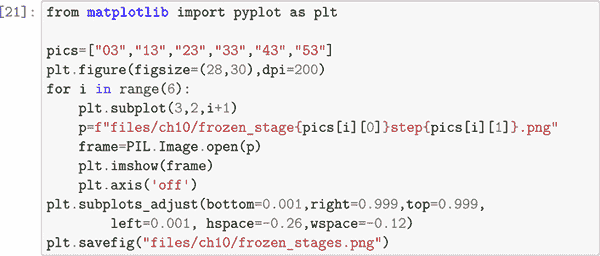 [21]: from matplotlib import pyplot as plt

pics=["03","13","23","33","43","53"]
plt.figure(figsize=(28,30),dpi=200)
for i in range(6):
    plt.subplot(3,2,i+1)
    p=f"files/ch10/frozen_stage{pics[i][0]}step{pics[i][1]}.png"
    frame=PIL.Image.open(p)
    plt.imshow(frame)
    plt.axis('off')
plt.subplots_adjust(bottom=0.001,right=0.999,top=0.999,
        left=0.001, hspace=-0.26,wspace=-0.12)
plt.savefig("files/ch10/frozen_stages.png")